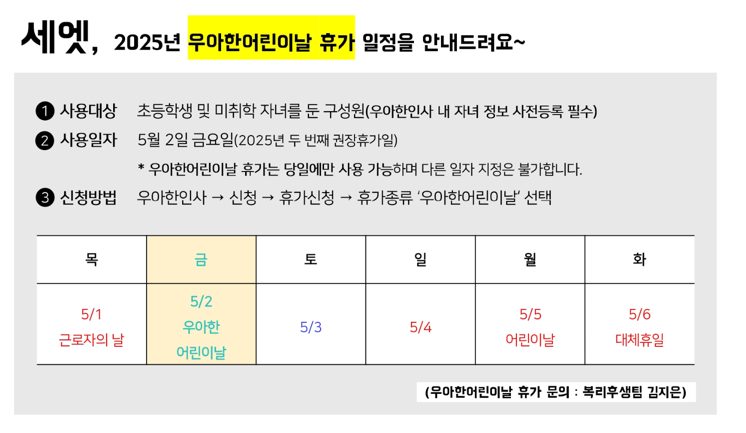 세엣, 2025년 우아한어린이날 휴가 일정을 안내드려요~
1 사용대상 초등학생 및 미취학 자녀를 둔 구성원(우아한인사 내 자녀 정보 사전등록 필수)
2 사용일자 5월 2일 금요일(2025년 두 번째 권장휴가일)
* 우아한어린이날 휴가는 당일에만 사용 가능하며 다른 일자 지정은 불가합니다.
3 신청방법 우아한인사 → 신청 → 휴가신청 → 휴가종류 ‘우아한어린이날’ 선택
목 금 토 일 월 화
5/1 근로자의 날
5/2 우아한 어린이날
5/3
5/4
5/5 어린이날
5/6 대체휴일
(우아한어린이날 휴가 문의 : 복리후생팀 김지은)